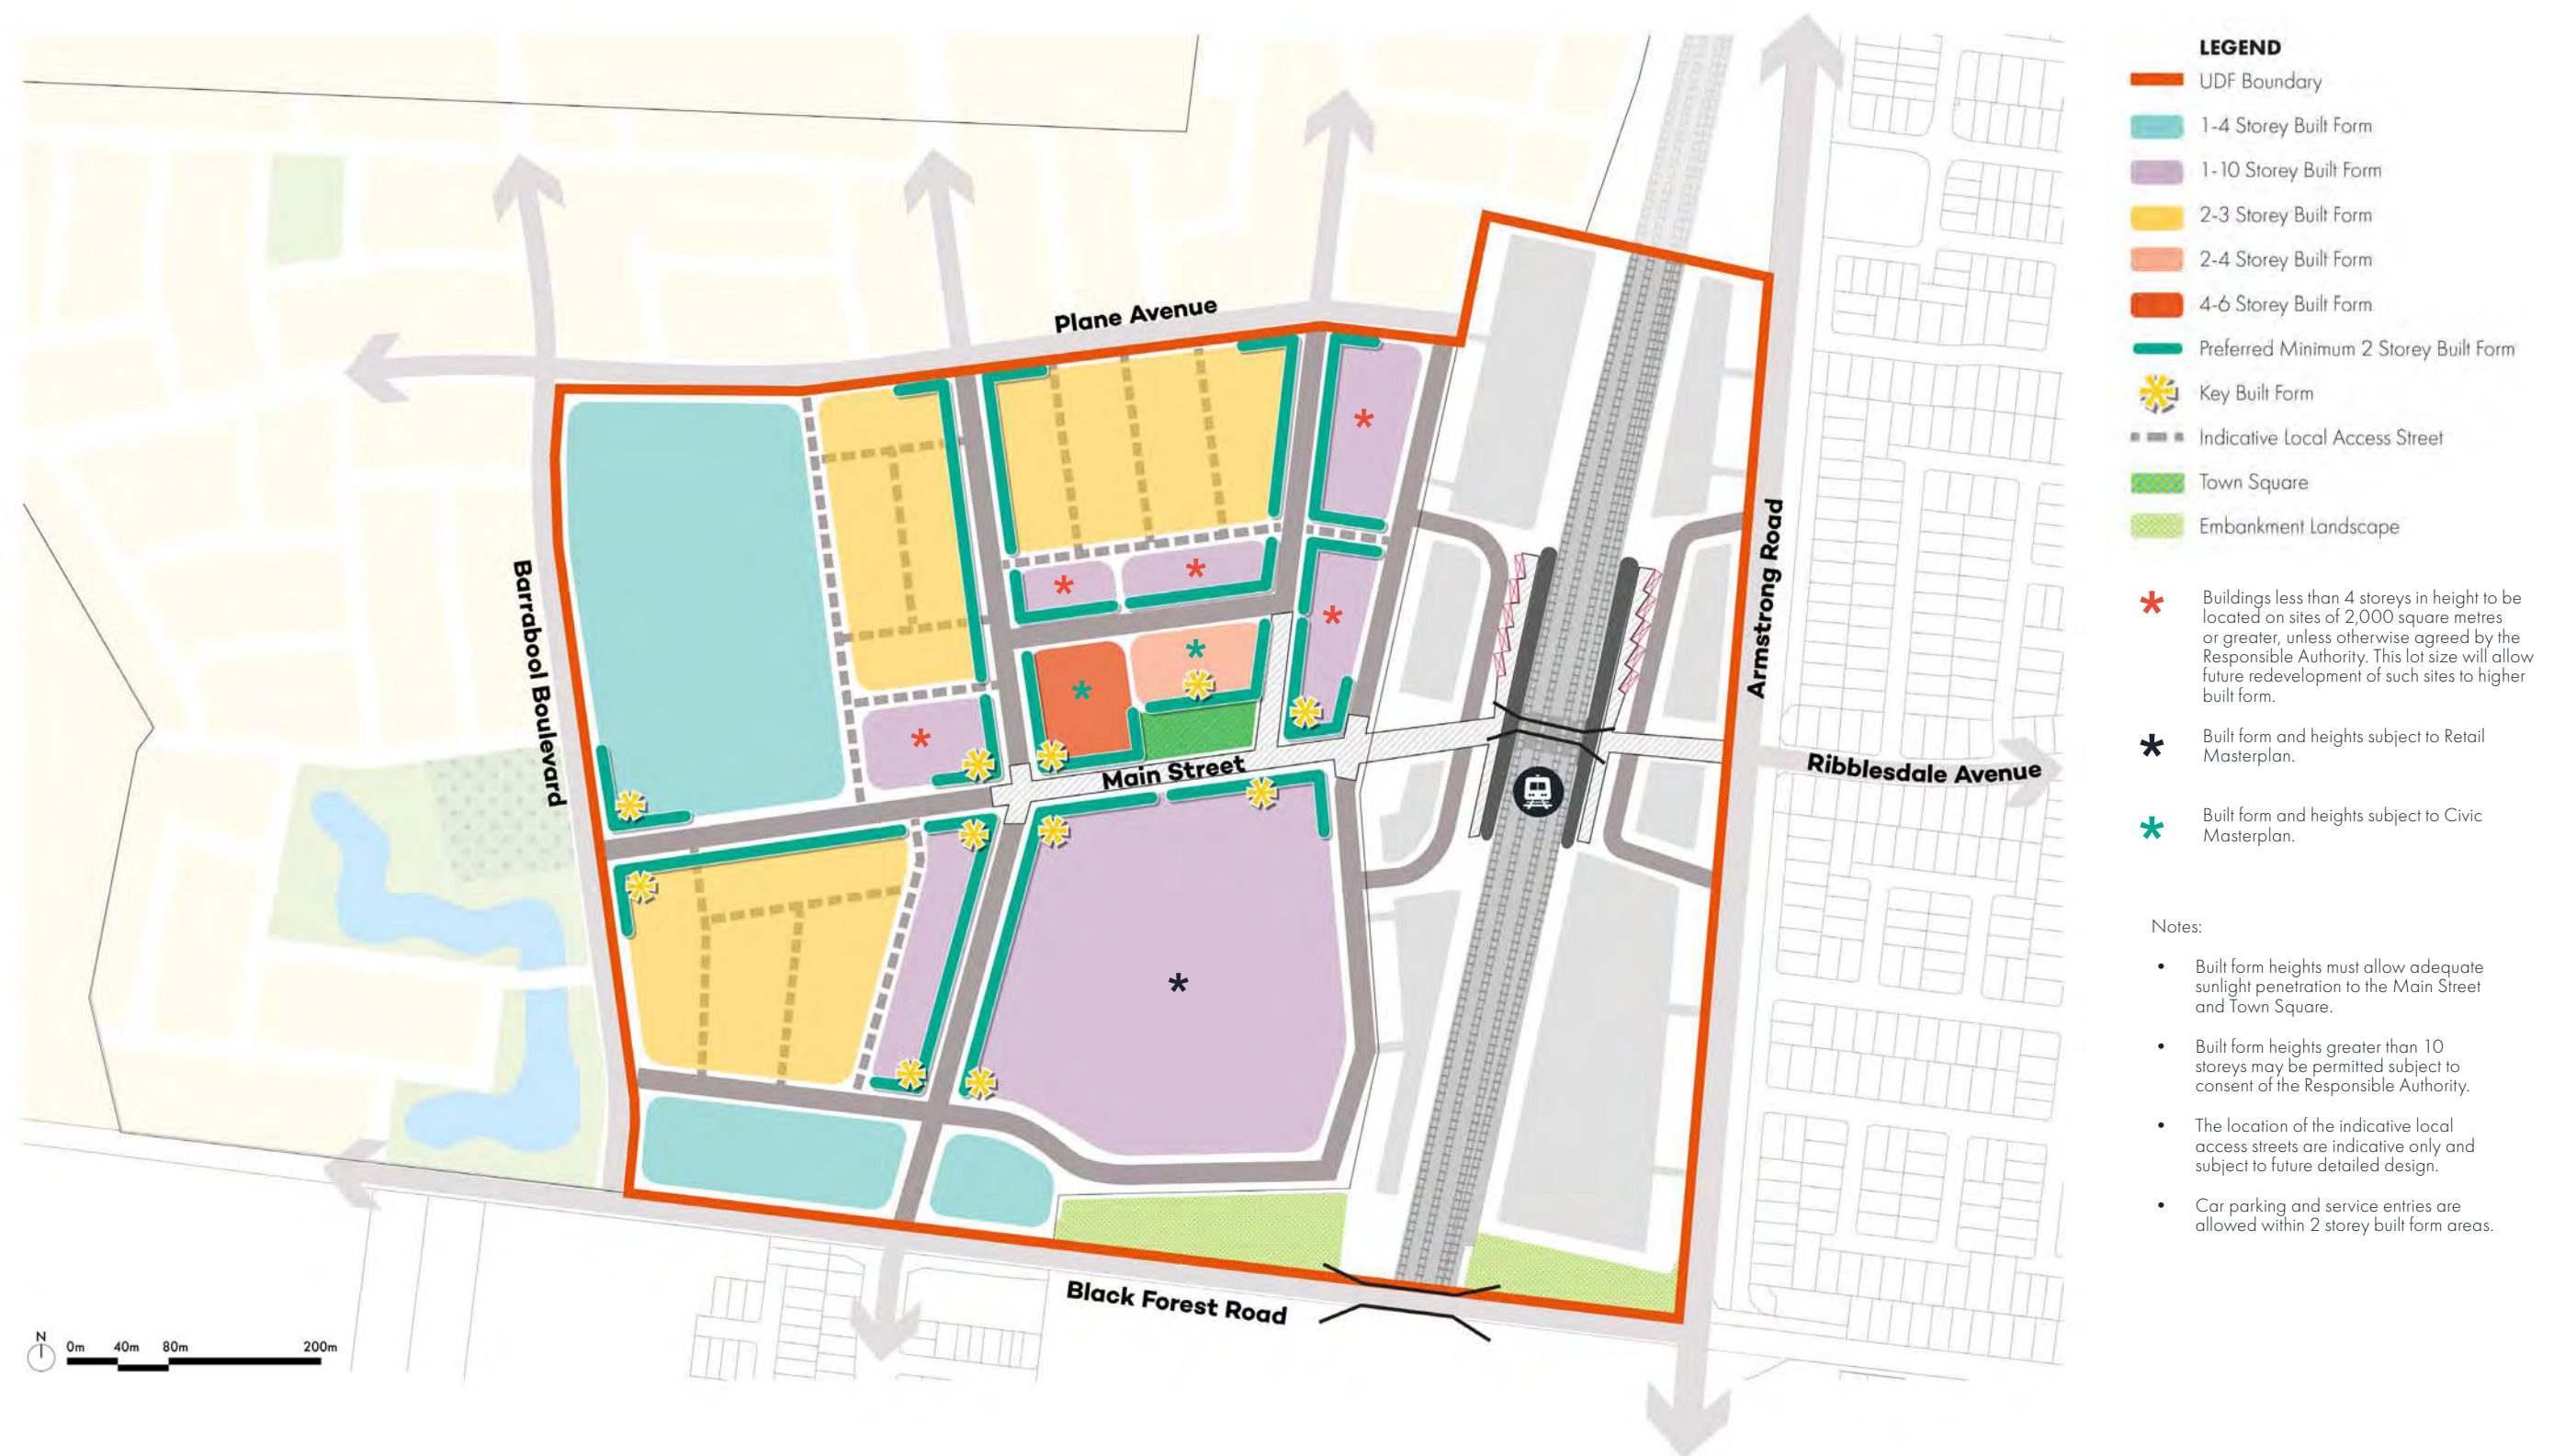 Plane Avenue
Barrabool Boulevard
Main Street
Armstrong Road
Ribblesdale Avenue
Black Forest Road
N
0m 40m 80m 200m
LEGEND
UDF Boundary
1-4 Storey Built Form
1-10 Storey Built Form
2-3 Storey Built Form
2-4 Storey Built Form
4-6 Storey Built Form
Preferred Minimum 2 Storey Built Form
Key Built Form
Indicative Local Access Street
Town Square
Embankment Landscape
* Buildings less than 4 storeys in height to be
located on sites of 2,000 square metres
or greater, unless otherwise agreed by the
Responsible Authority. This lot size will allow
future redevelopment of such sites to higher
built form.
* Built form and heights subject to Retail
Masterplan.
* Built form and heights subject to Civic
Masterplan.
Notes:
• Built form heights must allow adequate
sunlight penetration to the Main Street
and Town Square.
• Built form heights greater than 10
storeys may be permitted subject to
consent of the Responsible Authority.
• The location of the indicative local
access streets are indicative only and
subject to future detailed design.
• Car parking and service entries are
allowed within 2 storey built form areas.